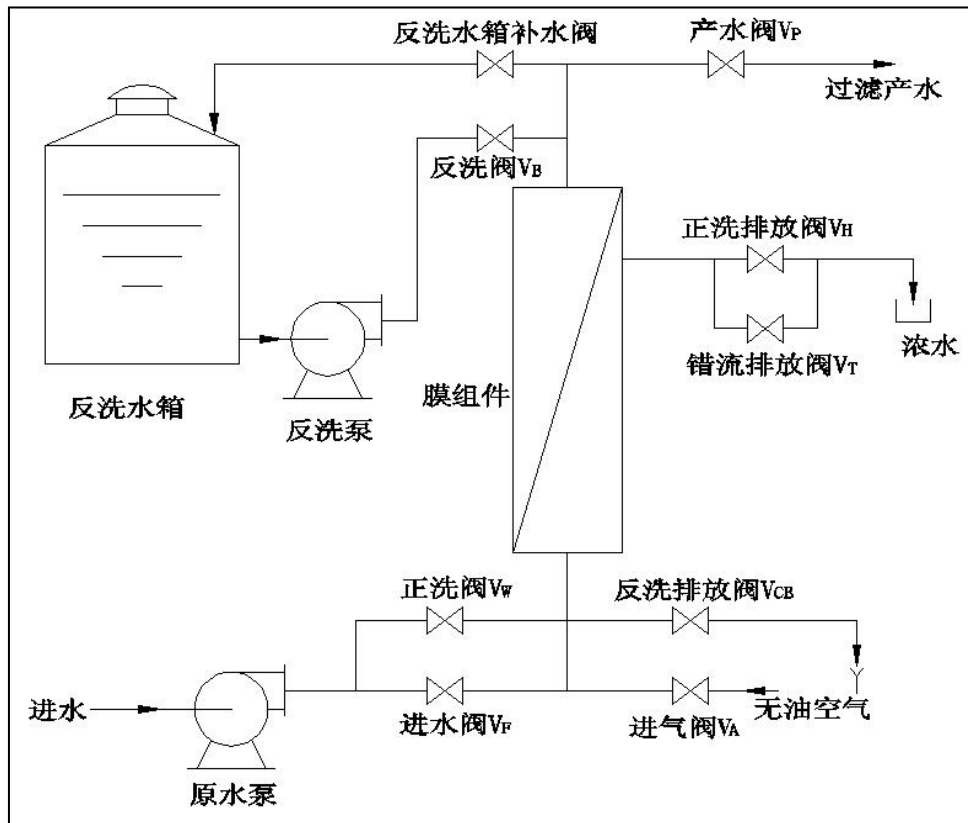 反洗水箱补水阀
产水阀VP
过滤产水
反洗阀VB
正洗排放阀VH
浓水
错流排放阀VT
膜组件
反洗水箱
反洗泵
正洗阀VW
反洗排放阀VCB
进水
无油空气
进水阀VF
进气阀VA
原水泵